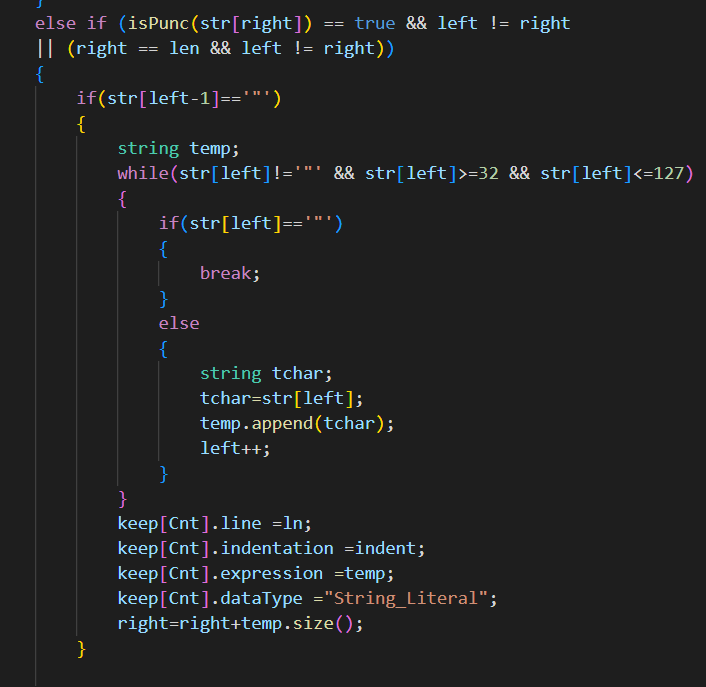 }
else if (isPunc(str[right]) == true && left != right
|| (right == len && left != right))
{
if(str[left-1]=='"')
{
string temp;
while(str[left]!='"' && str[left]>=32 && str[left]<=127)
{
if(str[left]=='"')
{
break;
}
else
{
string tchar;
tchar=str[left];
temp.append(tchar);
left++;
}
}
keep[Cnt].line =ln;
keep[Cnt].indentation =indent;
keep[Cnt].expression =temp;
keep[Cnt].dataType ="String_Literal";
right=right+temp.size();
}